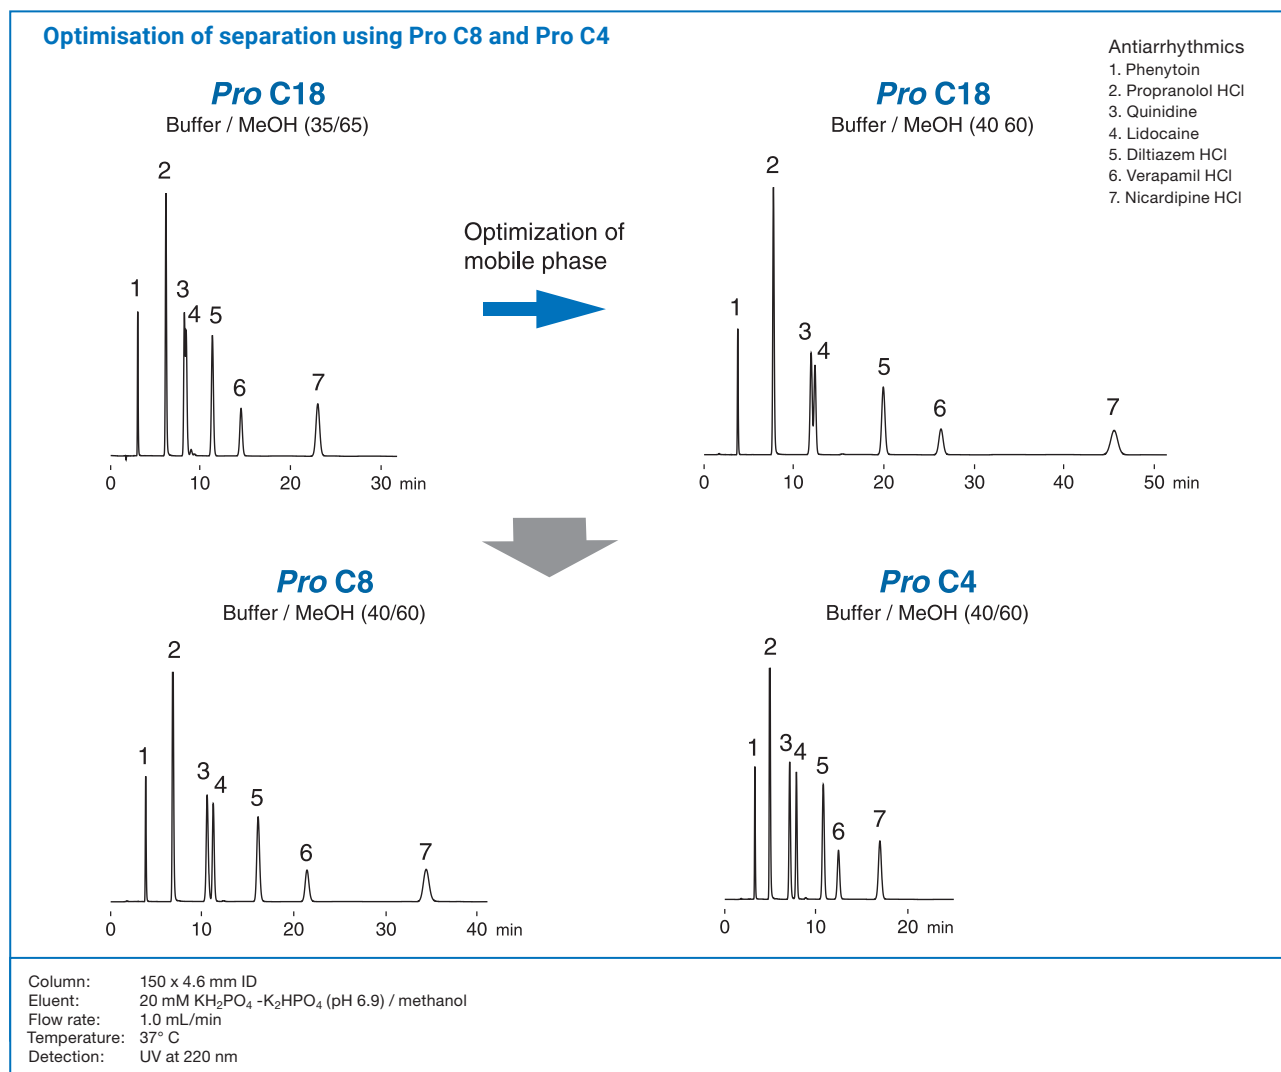 Optimisation of separation using Pro C8 and Pro C4
Antiarrhythmics
1. Phenytoin
2. Propranolol HCl
3. Quinidine
4. Lidocaine
5. Diltiazem HCl
6. Verapamil HCl
7. Nicardipine HCl
Pro C18
Buffer / MeOH (35/65)
1
2
3
4
5
6
7
0 10 20 30 min
Optimization of
mobile phase
Pro C18
Buffer / MeOH (40 60)
1
2
3
4
5
6
7
0 10 20 30 40 50 min
Pro C8
Buffer / MeOH (40/60)
1
2
3
4
5
6
7
0 10 20 30 40 min
Pro C4
Buffer / MeOH (40/60)
1
2
3
4
5
6
7
0 10 20 min
Column: 150 x 4.6 mm ID
Eluent: 20 mM KH₂PO₄ -K₂HPO₄ (pH 6.9) / methanol
Flow rate: 1.0 mL/min
Temperature: 37° C
Detection: UV at 220 nm